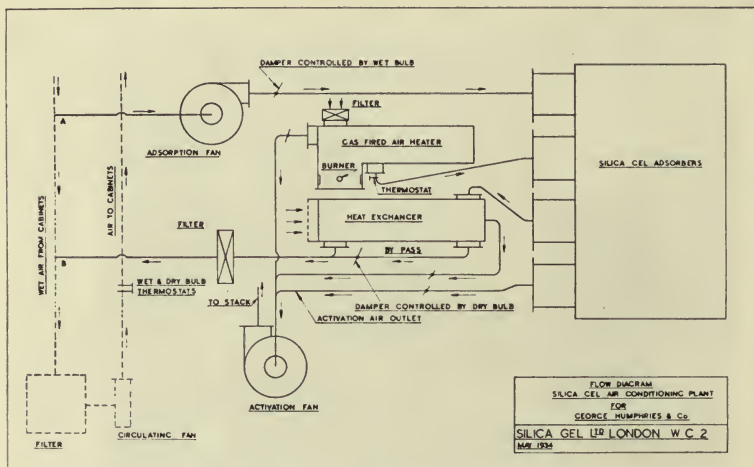 DAMPER CONTROLLED BY WET BULB
FILTER
A
ADSORPTION FAN
GAS FIRED AIR HEATER
BURNER
THERMOSTAT
SILICA GEL ADSORBERS
WET AIR FROM CABINETS
AIR TO CABINETS
FILTER
HEAT EXCHANGER
BY PASS
B
WET & DRY BULB
THERMOSTATS
TO STACK
DAMPER CONTROLLED BY DRY BULB
ACTIVATION AIR OUTLET
ACTIVATION FAN
FILTER
CIRCULATING FAN
FLOW DIAGRAM
SILICA GEL AIR CONDITIONING PLANT
FOR
GEORGE HUMPHRIES & Co
SILICA GEL LTD LONDON W C 2
MAY 1934